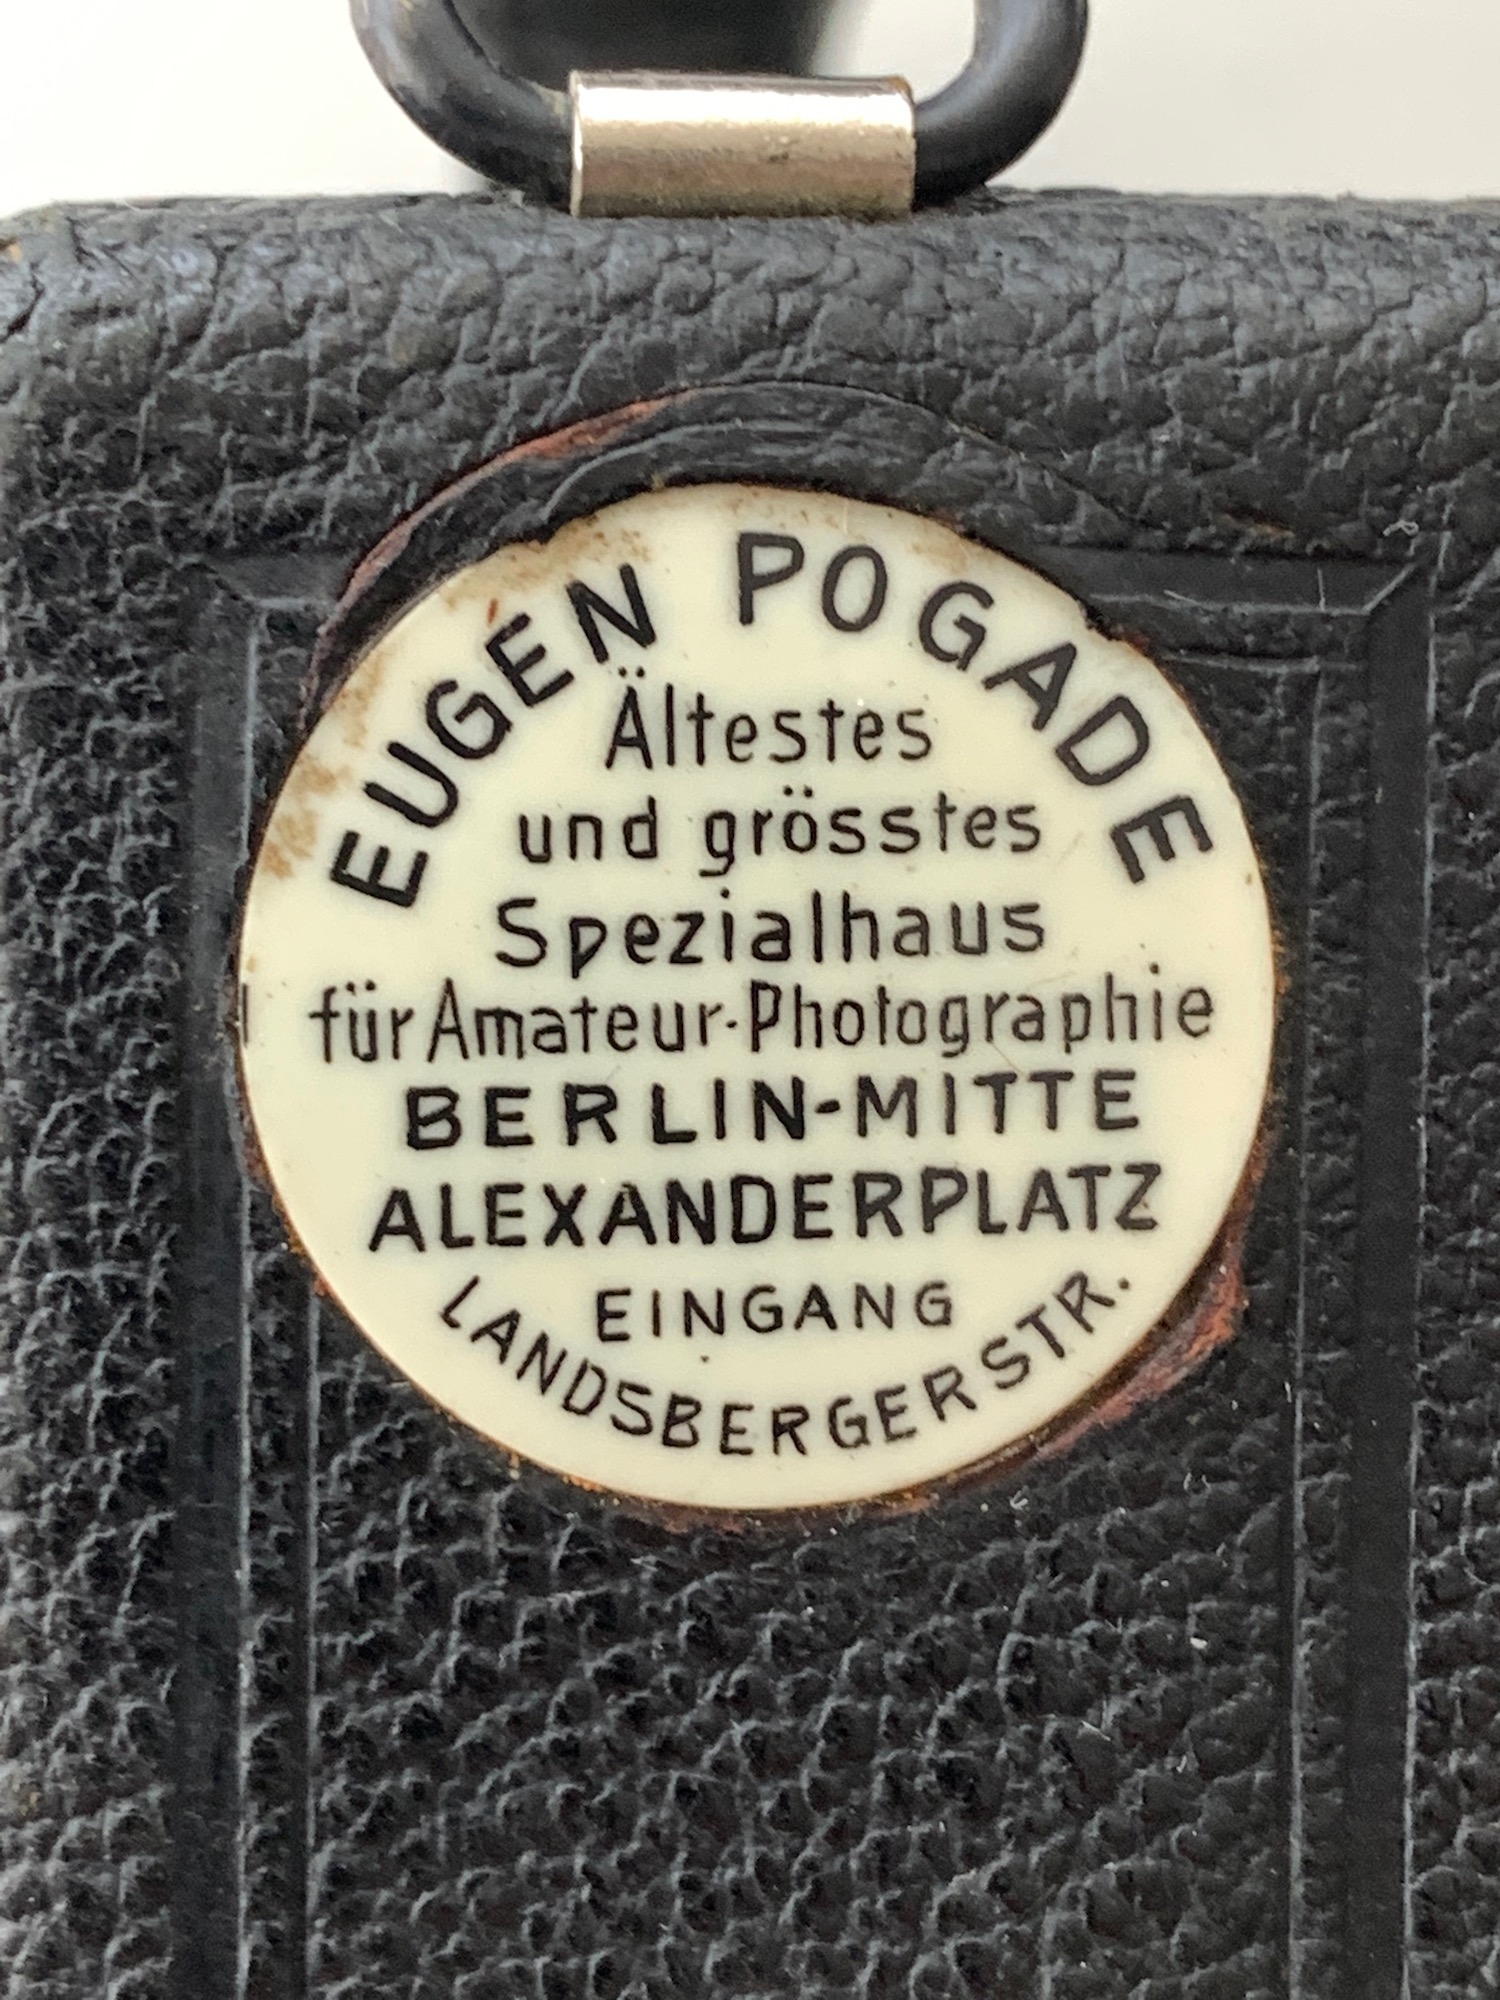 EUGEN POGADE
Ältestes
und grösstes
Spezialhaus
für Amateur-Photographie
BERLIN-MITTE
ALEXANDERPLATZ
EINGANG
LANDSBERGERSTR.